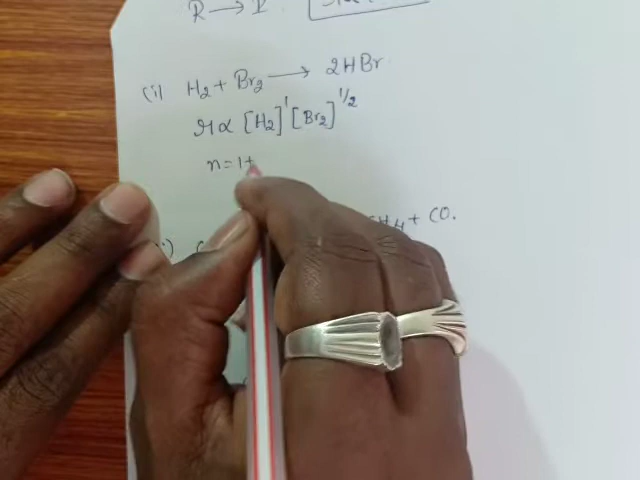 R → 
(i) H₂ + Br₂ → 2HBr
r ∝ [H₂]¹ [Br₂]^1/2
n = 1+
CH₄ + CO.